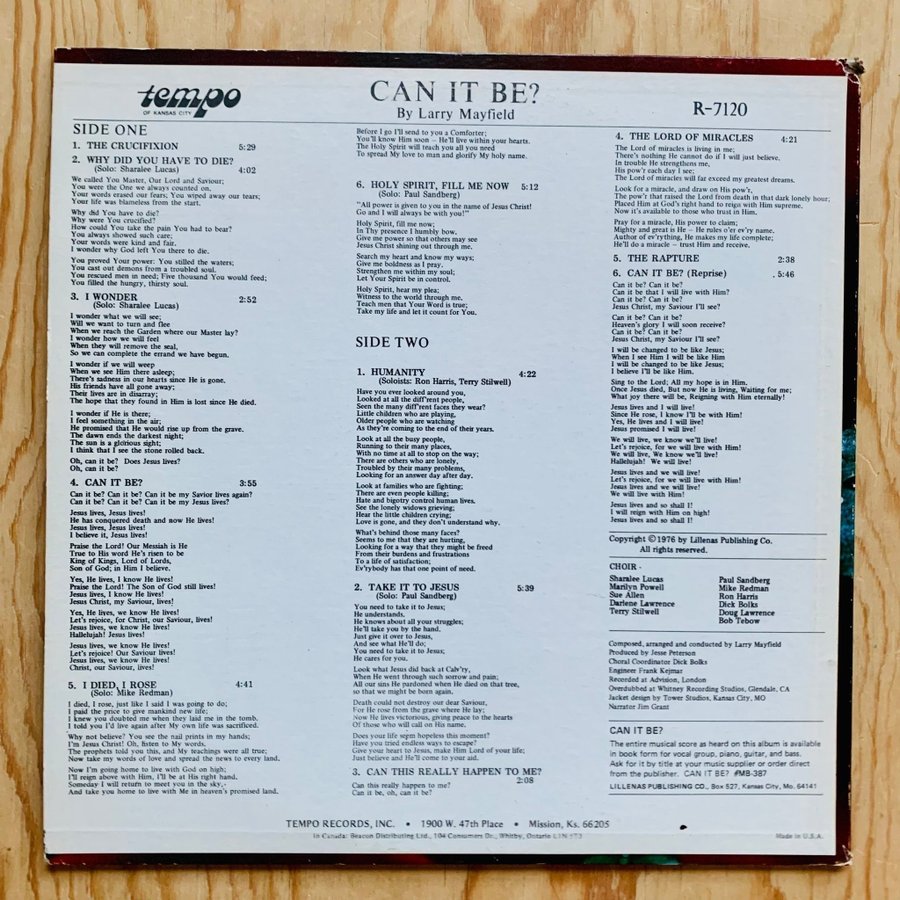 tempo
OF KANSAS CITY
CAN IT BE?
By Larry Mayfield
R-7120
SIDE ONE
1. THE CRUCIFIXION 5:29
2. WHY DID YOU HAVE TO DIE?
(Solo: Sharalee Lucas) 4:02
We called You Master, Our Lord and Saviour;
You were the One we always counted on,
Your words erased our fears; You wiped away our tears;
Your life was blameless from the start.
Why did You have to die?
Why were You crucified?
How could You take the pain You had to bear?
You always showed such care;
Your words were kind and fair.
I wonder why God left You there to die.
You proved Your power: You stilled the waters;
You cast out demons from a troubled soul.
You rescued men in need; Five thousand You would feed;
You filled the hungry, thirsty soul.
3. I WONDER 2:52
(Solo: Sharalee Lucas)
I wonder what we will see;
Will we want to turn and flee
When we reach the Garden where our Master lay?
I wonder how we will feel
When they will remove the seal,
So we can complete the errand we have begun.
I wonder if we will weep
When we see Him there asleep;
There's sadness in our hearts since He is gone.
His friends have all gone away;
Their lives are in disarray;
The hope that they found in Him is lost since He died.
I wonder if He is there;
I feel something in the air;
He promised that He would rise up from the grave.
The dawn ends the darkest night;
The sun is a glorious sight;
I think that I see the stone rolled back.
Oh, can it be? Does Jesus lives?
Oh, can it be?
4. CAN IT BE? 3:55
Can it be? Can it be? Can it be my Savior lives again?
Can it be? Can it be? Can it be my Jesus lives?
Jesus lives, Jesus lives!
He has conquered death and now He lives!
Jesus lives, Jesus lives!
I believe it, Jesus lives!
Praise the Lord! Our Messiah is He
True to His word He's risen to be
King of Kings, Lord of Lords,
Son of God; in Him I believe.
Yes, He lives, I know He lives!
Praise the Lord! The Son of God still lives!
Jesus lives, I know He lives!
Jesus Christ, my Saviour, lives!
Yes, He lives, we know He lives!
Let's rejoice, for Christ, our Saviour, lives!
Jesus lives, we know He lives!
Hallelujah! Jesus lives!
Jesus lives, we know He lives!
Let's rejoice! Our Saviour lives!
Jesus lives, we know He lives!
Christ, our Saviour, lives!
5. I DIED, I ROSE 4:41
(Solo: Mike Redman)
I died, I rose, just like I said I was going to do;
I paid the price to give mankind new life;
I knew you doubted me when they laid me in the tomb.
I told you I'd live again after My own life was sacrificed.
Why not believe? You see the nail prints in my hands;
I'm Jesus Christ! Oh, listen to My words.
The prophets told you this, and My teachings were all true;
Now take my words of love and spread the news to every land.
Now I'm going home to live with God on high;
I'll reign above with Him, I'll be at His right hand.
Someday I will return to meet you in the sky,
And take you home to live with Me in heaven's promised land.
Before I go I'll send to you a Comforter;
You'll know Him soon – He'll live within your hearts.
The Holy Spirit will teach you all you need
To spread My love to man and glorify My holy name.
6. HOLY SPIRIT, FILL ME NOW 5:12
(Solo: Paul Sandberg)
"All power is given to you in the name of Jesus Christ!
Go and I will always be with you!"
Holy Spirit, fill me now;
In Thy presence I humbly bow,
Give me power so that others may see
Jesus Christ shining out through me.
Search my heart and know my ways;
Give me boldness as I pray.
Strengthen me within my soul;
Let Your Spirit be in control.
Holy Spirit, hear my plea;
Witness to the world through me.
Teach men that Your Word is true;
Take my life and let it count for You.
SIDE TWO
1. HUMANITY 4:22
(Soloists: Ron Harris, Terry Stilwell)
Have you ever looked around you,
Looked at all the diff'rent people,
Seen the many diff'rent faces they wear?
Little children who are playing,
Older people who are watching
As they're coming to the end of their years.
Look at all the busy people,
Running to their many places,
With no time at all to stop on the way;
There are others who are lonely,
Troubled by their many problems,
Looking for an answer day after day.
Look at families who are fighting;
There are even people killing;
Hate and bigotry control human lives.
See the lonely widows grieving;
Hear the little children crying;
Love is gone, and they don't understand why.
What's behind those many faces?
Seems to me that they are hurting,
Looking for a way that they might be freed
From their burdens and frustrations
To a life of satisfaction;
Ev'rybody has that one point of need.
2. TAKE IT TO JESUS 5:39
(Solo: Paul Sandberg)
You need to take it to Jesus;
He understands.
He knows about all your struggles;
He'll take you by the hand,
Just give it over to Jesus,
And see what He'll do;
You need to take it to Jesus;
He cares for you.
Look what Jesus did back at Calv'ry,
When He went through such sorrow and pain;
All our sins He pardoned when He died on that tree,
so that we might be born again.
Death could not destroy our dear Saviour,
For He rose from the grave where He lay;
Now He lives victorious, giving peace to the hearts
Of those who will call on His name.
Does your life seem hopeless this moment?
Have you tried endless ways to escape?
Give your heart to Jesus, make Him Lord of your life;
Just believe and He'll come to your aid.
3. CAN THIS REALLY HAPPEN TO ME?
2:08
Can this really happen to me?
Can it be, oh, can it be?
4. THE LORD OF MIRACLES 4:21
The Lord of miracles is living in me;
There's nothing He cannot do if I will just believe,
In trouble He strengthens me,
His pow'r each day I see;
The Lord of miracles will far exceed my greatest dreams.
Look for a miracle, and draw on His pow'r,
The pow'r that raised the Lord from death in that dark lonely hour;
Placed Him at God's right hand to reign with Him supreme.
Now it's available to those who trust in Him.
Pray for a miracle, His power to claim;
Mighty and great is He – He rules o'er ev'ry name.
Author of ev'rything, He makes my life complete;
He'll do a miracle – trust Him and receive.
5. THE RAPTURE 2:38
6. CAN IT BE? (Reprise) 5:46
Can it be? Can it be?
Can it be that I will live with Him?
Can it be? Can it be?
Jesus Christ, my Saviour I'll see?
Can it be? Can it be?
Heaven's glory I will soon receive?
Can it be? Can it be?
Jesus Christ, my Saviour I'll see?
I will be changed to be like Jesus;
When I see Him I will be like Him
I will be changed to be like Jesus;
I believe I'll be like Him.
Sing to the Lord; All my hope is in Him.
Once Jesus died, But now He is living, Waiting for me;
What joy there will be, Reigning with Him eternally!
Jesus lives and I will live!
Since He rose, I know I'll be with Him!
Yes, He lives and I will live!
Jesus promised I will live!
We will live, we know we'll live!
Let's rejoice, for we will live with Him!
We will live, We know we'll live!
Hallelujah! We will live!
Jesus lives and we will live!
Let's rejoice, for we will live with Him!
Jesus lives and we will live!
We will live with Him!
Jesus lives and so shall I!
I will reign with Him on high!
Jesus lives and so shall I!
Copyright ©1976 by Lillenas Publishing Co.
All rights reserved.
CHOIR -
Sharalee Lucas
Marilyn Powell
Sue Allen
Darlene Lawrence
Terry Stilwell
Paul Sandberg
Mike Redman
Ron Harris
Dick Bolks
Doug Lawrence
Bob Tebow
Composed, arranged and conducted by Larry Mayfield
Produced by Jesse Peterson
Choral Coordinator Dick Bolks
Engineer Frank Kejmar
Recorded at Advision, London
Overdubbed at Whitney Recording Studios, Glendale, CA
Jacket design by Tower Studios, Kansas City, MO
Narrator Jim Grant
CAN IT BE?
The entire musical score as heard on this album is available
in book form for vocal group, piano, guitar, and bass.
Ask for it by title at your music supplier or order direct
from the publisher. CAN IT BE? #MB-387
LILLENAS PUBLISHING CO., Box 527, Kansas City, Mo. 64141
TEMPO RECORDS, INC. • 1900 W. 47th Place • Mission, Ks. 66205
In Canada: Beacon Distributing Ltd., 104 Consumers Dr., Whitby, Ontario
Made in U.S.A.